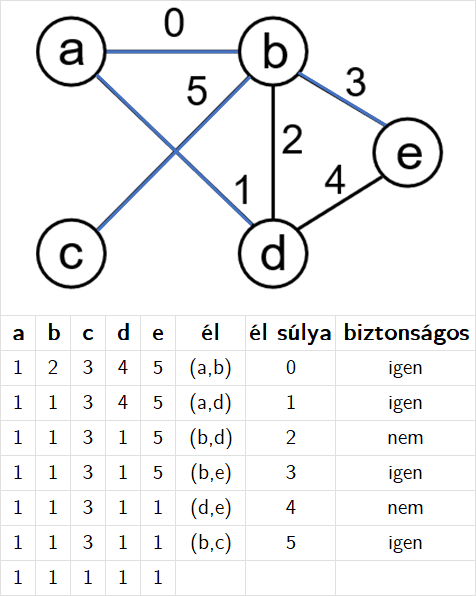 0
a b
5 3
2 e
1 4
c d
a b c d e él él súlya biztonságos
1 2 3 4 5 (a,b) 0 igen
1 1 3 4 5 (a,d) 1 igen
1 1 3 1 5 (b,d) 2 nem
1 1 3 1 5 (b,e) 3 igen
1 1 3 1 1 (d,e) 4 nem
1 1 3 1 1 (b,c) 5 igen
1 1 1 1 1